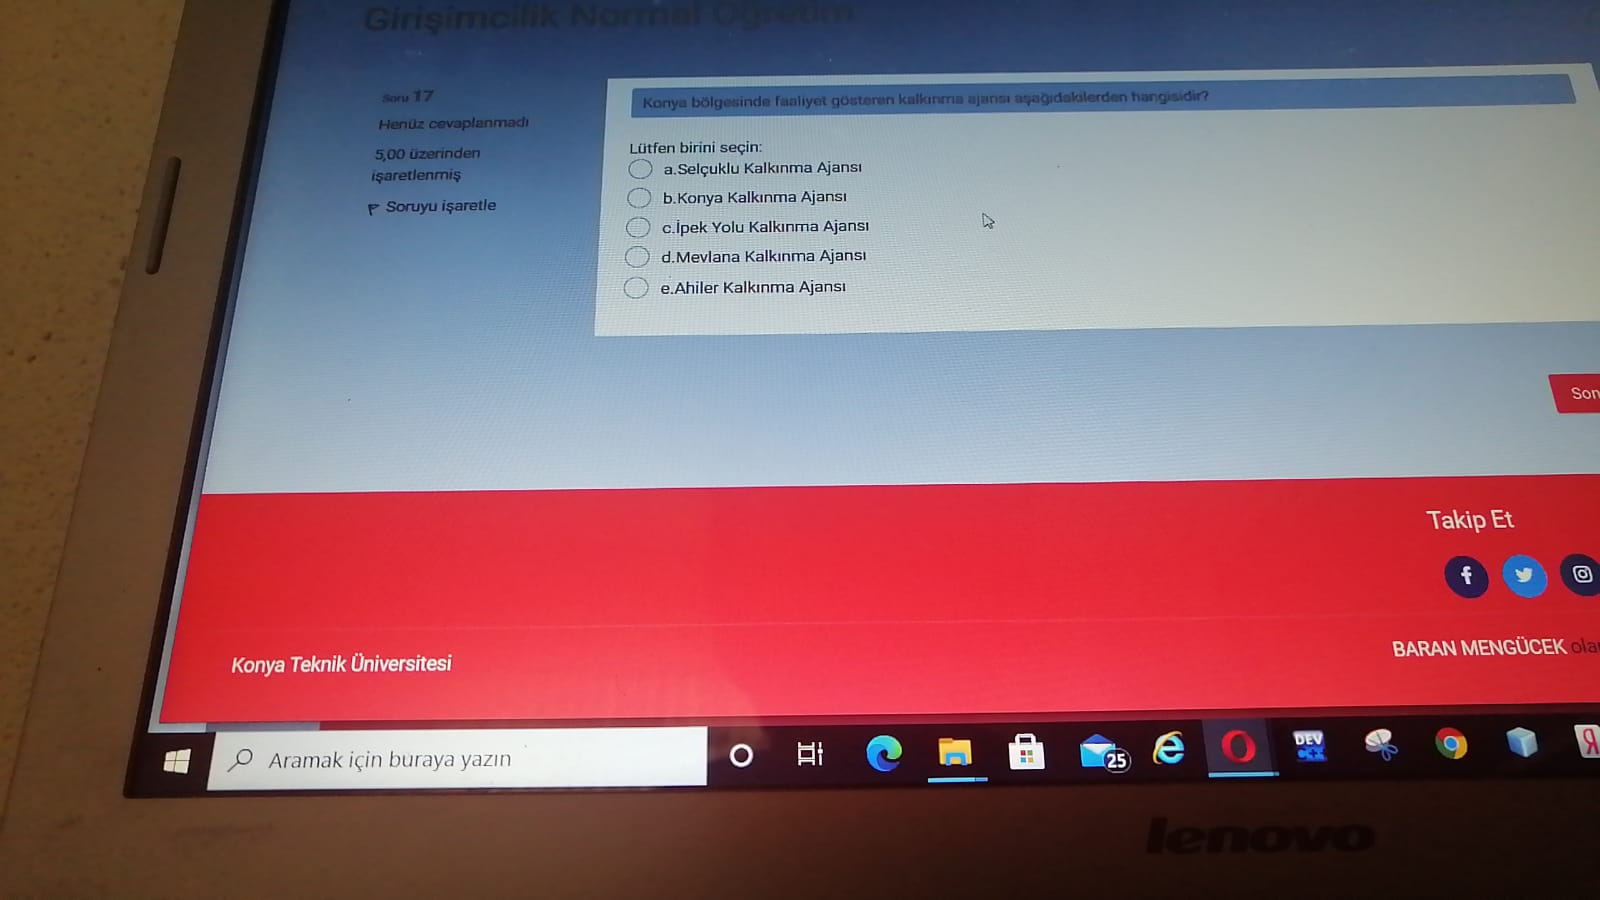 Girişimcilik Normal Öğretim
Soru 17
Henüz cevaplanmadı
5,00 üzerinden
işaretlenmiş
Soruyu işaretle
Konya bölgesinde faaliyet gösteren kalkınma ajansı aşağıdakilerden hangisidir?
Lütfen birini seçin:
a.Selçuklu Kalkınma Ajansı
b.Konya Kalkınma Ajansı
c.İpek Yolu Kalkınma Ajansı
d.Mevlana Kalkınma Ajansı
e.Ahiler Kalkınma Ajansı
Son
Takip Et
Konya Teknik Üniversitesi
BARAN MENGÜCEK ola
Aramak için buraya yazın
25
DEV
C++
Я
lenovo